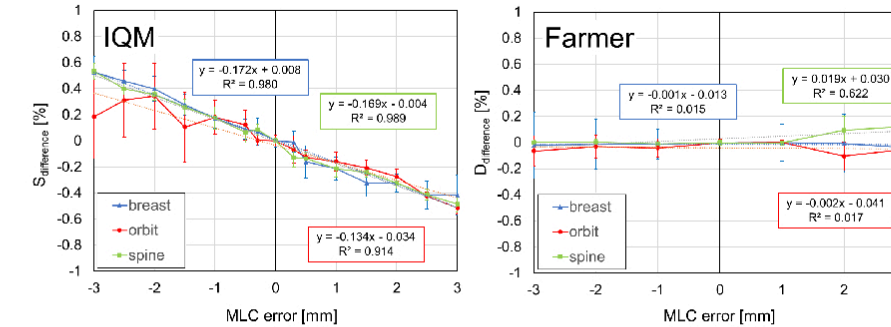 IQM
1
0.8
0.6
0.4
0.2
0
-0.2
-0.4
-0.6
-0.8
-1
Sdifference [%]
y = -0.172x + 0.008
R² = 0.980
y = -0.169x - 0.004
R² = 0.989
y = -0.134x - 0.034
R² = 0.914
breast
orbit
spine
-3 -2 -1 0 1 2 3
MLC error [mm]
Farmer
1
0.8
0.6
0.4
0.2
0
-0.2
-0.4
-0.6
-0.8
-1
Ddifference [%]
y = -0.001x - 0.013
R² = 0.015
y = 0.019x + 0.030
R² = 0.622
y = -0.002x - 0.041
R² = 0.017
breast
orbit
spine
-3 -2 -1 0 1 2
MLC error [mm]